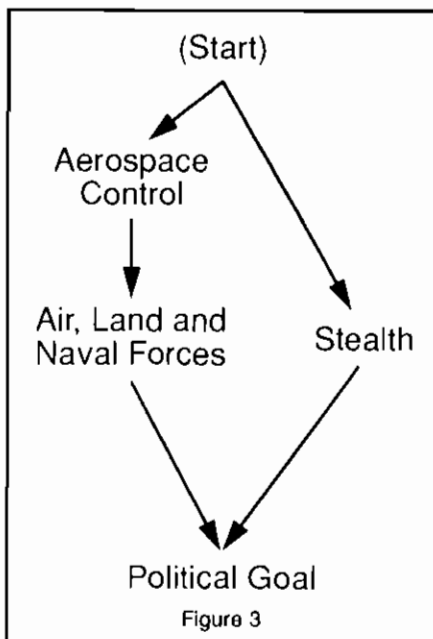 (Start)
Aerospace
Control
Air, Land and
Naval Forces
Stealth
Political Goal
Figure 3